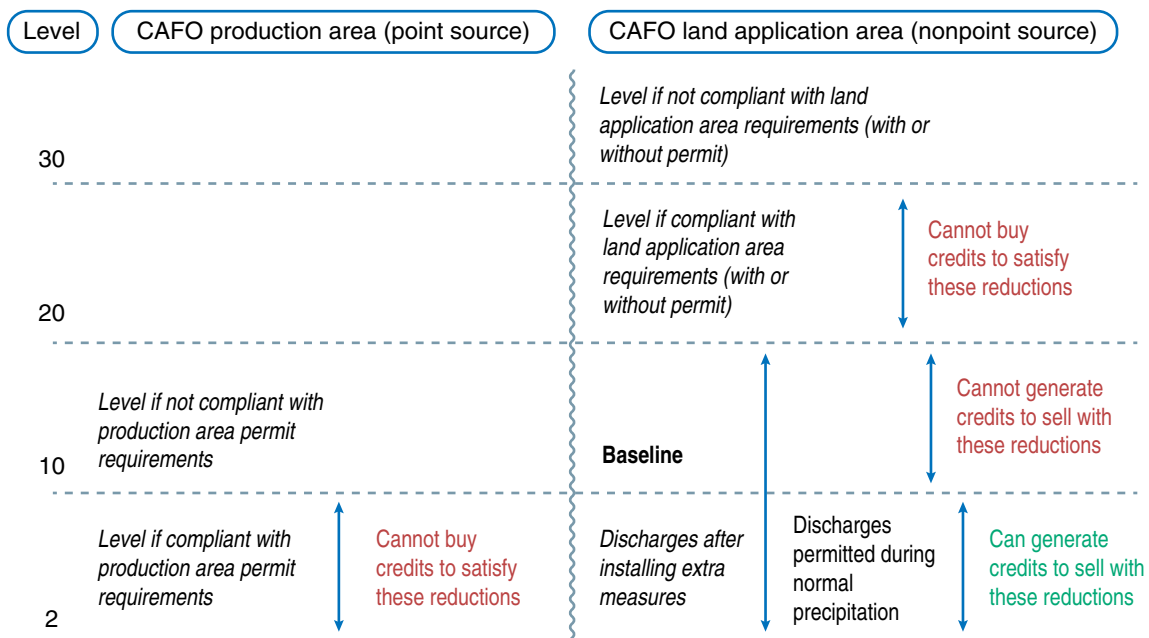 Level
CAFO production area (point source)
CAFO land application area (nonpoint source)
Level if not compliant with land
application area requirements (with or
without permit)
30
Level if compliant with
land application area
requirements (with or
without permit)
Cannot buy
credits to satisfy
these reductions
20
Level if not compliant with
production area permit
requirements
10
Baseline
Cannot generate
credits to sell with
these reductions
Level if compliant with
production area permit
requirements
Cannot buy
credits to satisfy
these reductions
Discharges after
installing extra
measures
Discharges
permitted during
normal
precipitation
Can generate
credits to sell with
these reductions
2